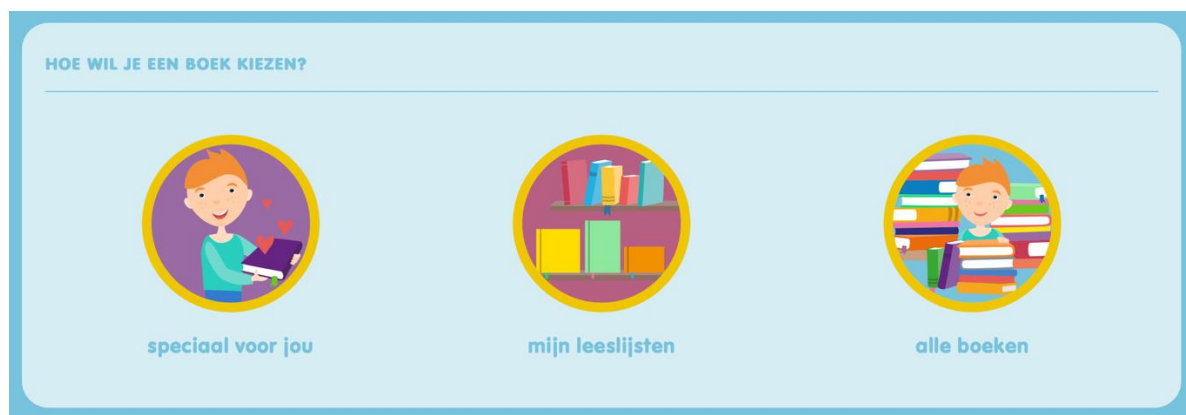 HOE WIL JE EEN BOEK KIEZEN?
speciaal voor jou
mijn leeslijsten
alle boeken